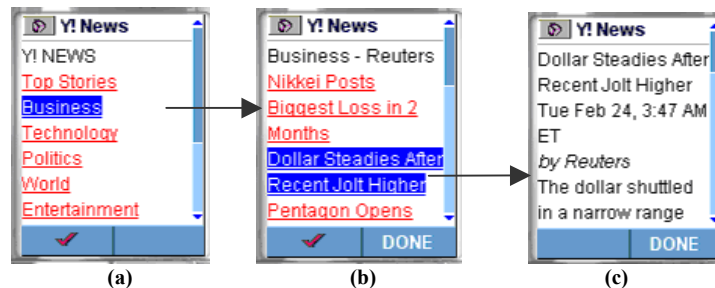 Y! News
Y! NEWS
Top Stories
Business
Technology
Politics
World
Entertainment
(a)
Y! News
Business - Reuters
Nikkei Posts
Biggest Loss in 2
Months
Dollar Steadies After
Recent Jolt Higher
Pentagon Opens
DONE
(b)
Y! News
Dollar Steadies After
Recent Jolt Higher
Tue Feb 24, 3:47 AM
ET
by Reuters
The dollar shuttled
in a narrow range
DONE
(c)